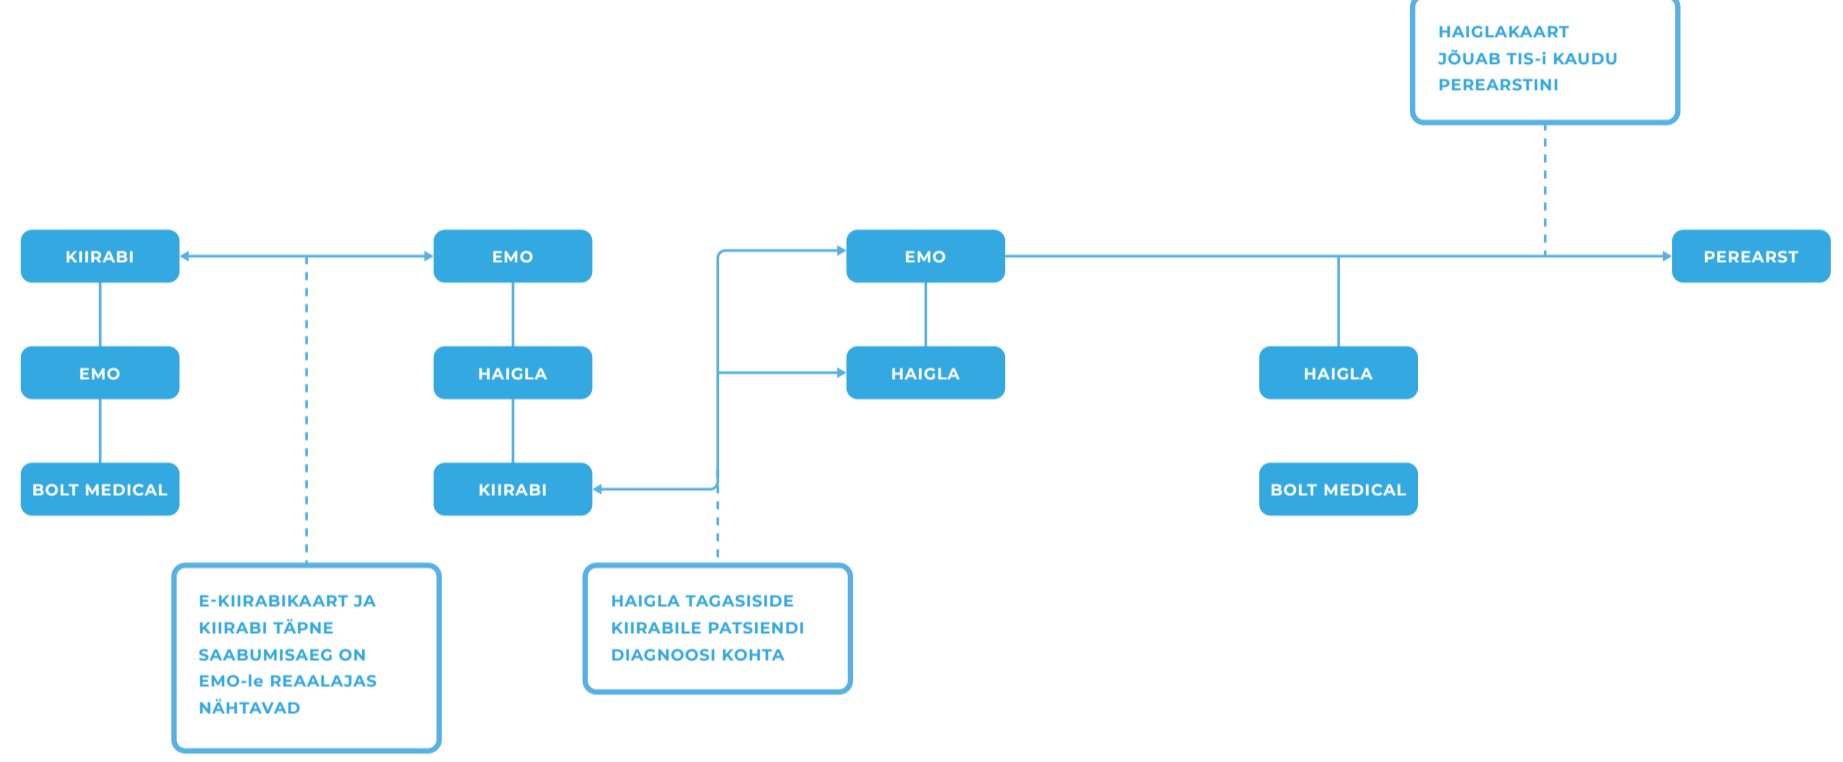 HAIGLAKAART
JÕUAB TIS-i KAUDU
PEREARSTINI
KIIRABI
EMO
EMO
PEREARST
EMO
HAIGLA
HAIGLA
HAIGLA
BOLT MEDICAL
KIIRABI
BOLT MEDICAL
E-KIIRABIKAART JA
KIIRABI TÄPNE
SAABUMISAEG ON
EMO-le REAALAJAS
NÄHTAVAD
HAIGLA TAGASISIDE
KIIRABILE PATSIENDI
DIAGNOOSI KOHTA